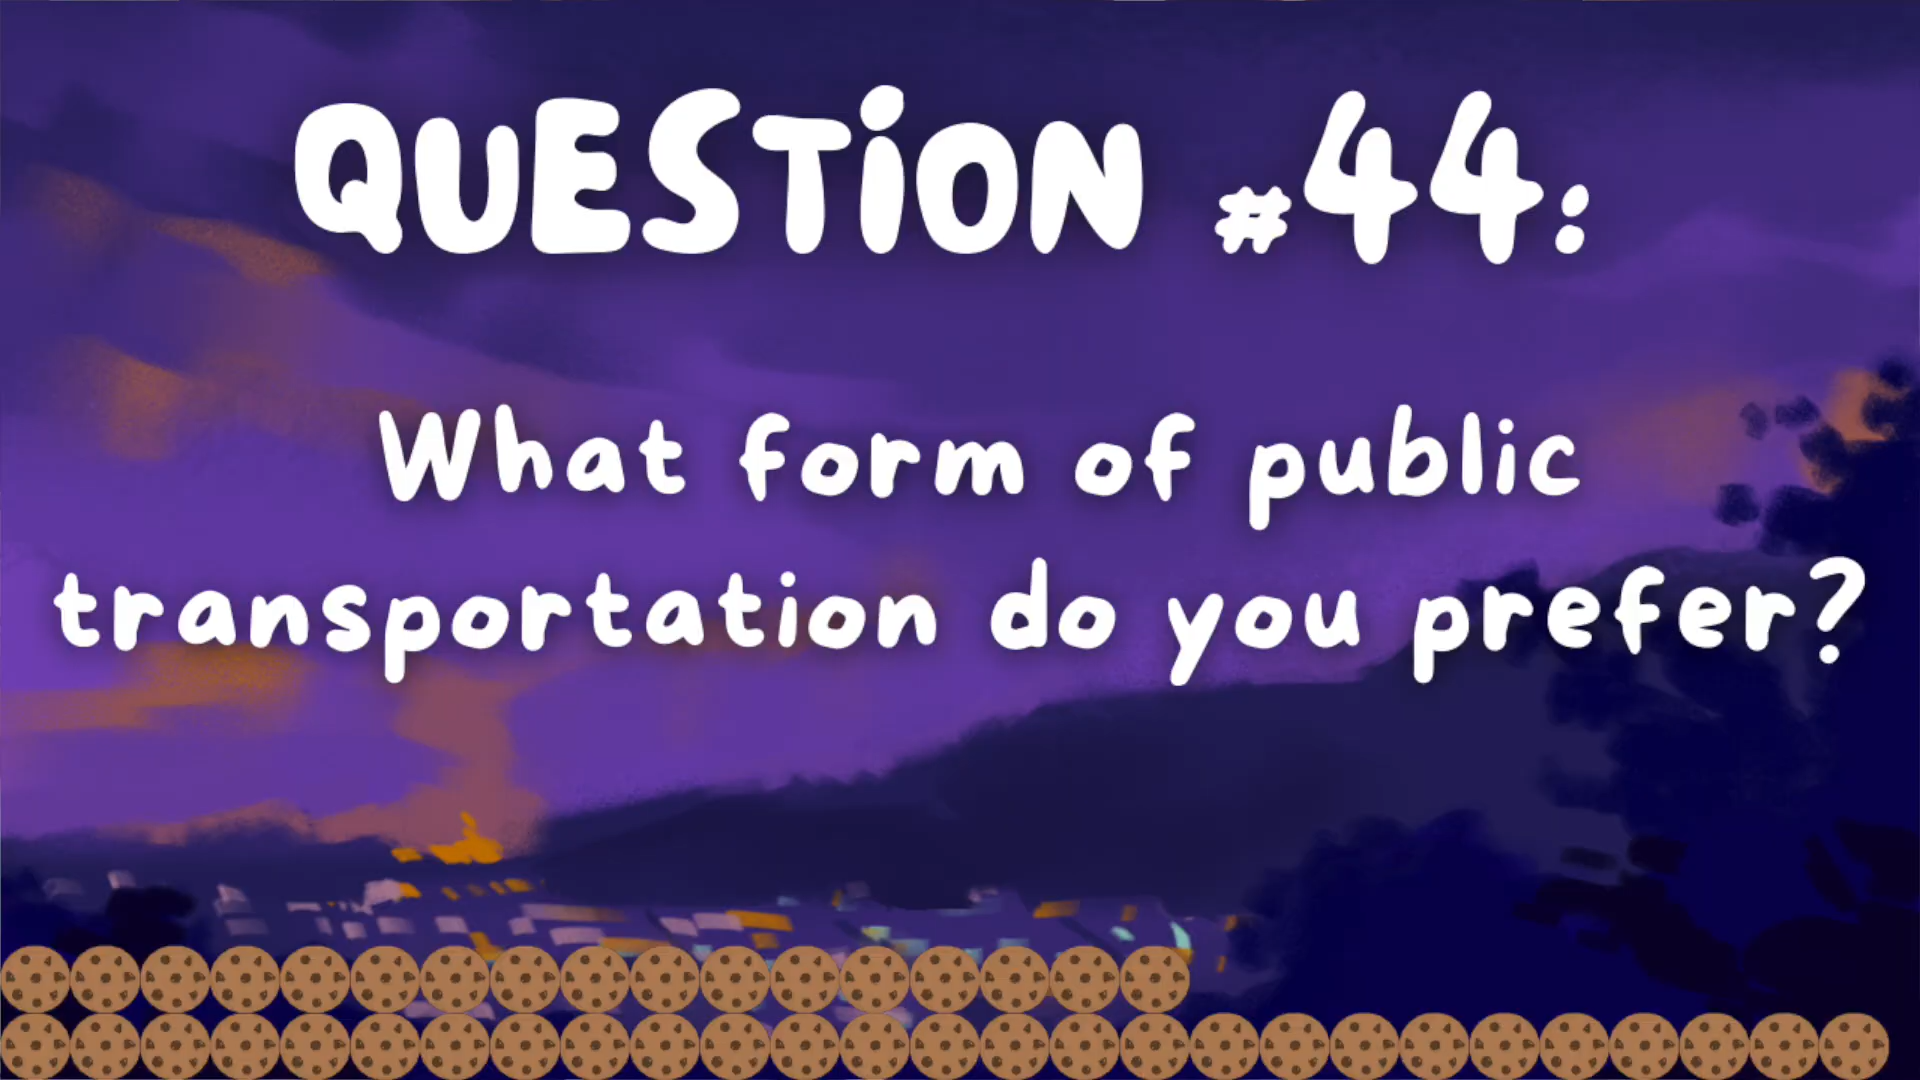 QUESTION #44:
What form of public
transportation do you prefer?